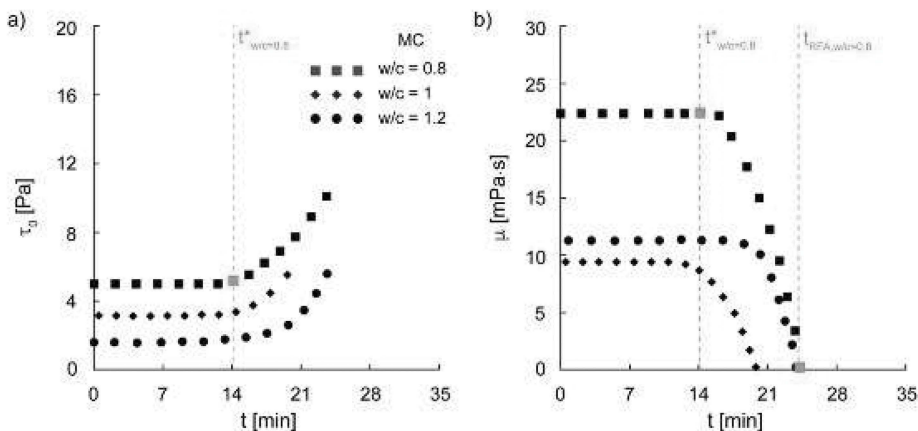 a)
τ₀ [Pa]
20
16
12
8
4
0
0 7 14 21 28 35
t [min]
t*w/c=0.8
MC
w/c = 0.8
w/c = 1
w/c = 1.2
b)
μ [mPa·s]
30
25
20
15
10
5
0
0 7 14 21 28 35
t [min]
t*w/c=0.8
tRFA,w/c=0.8